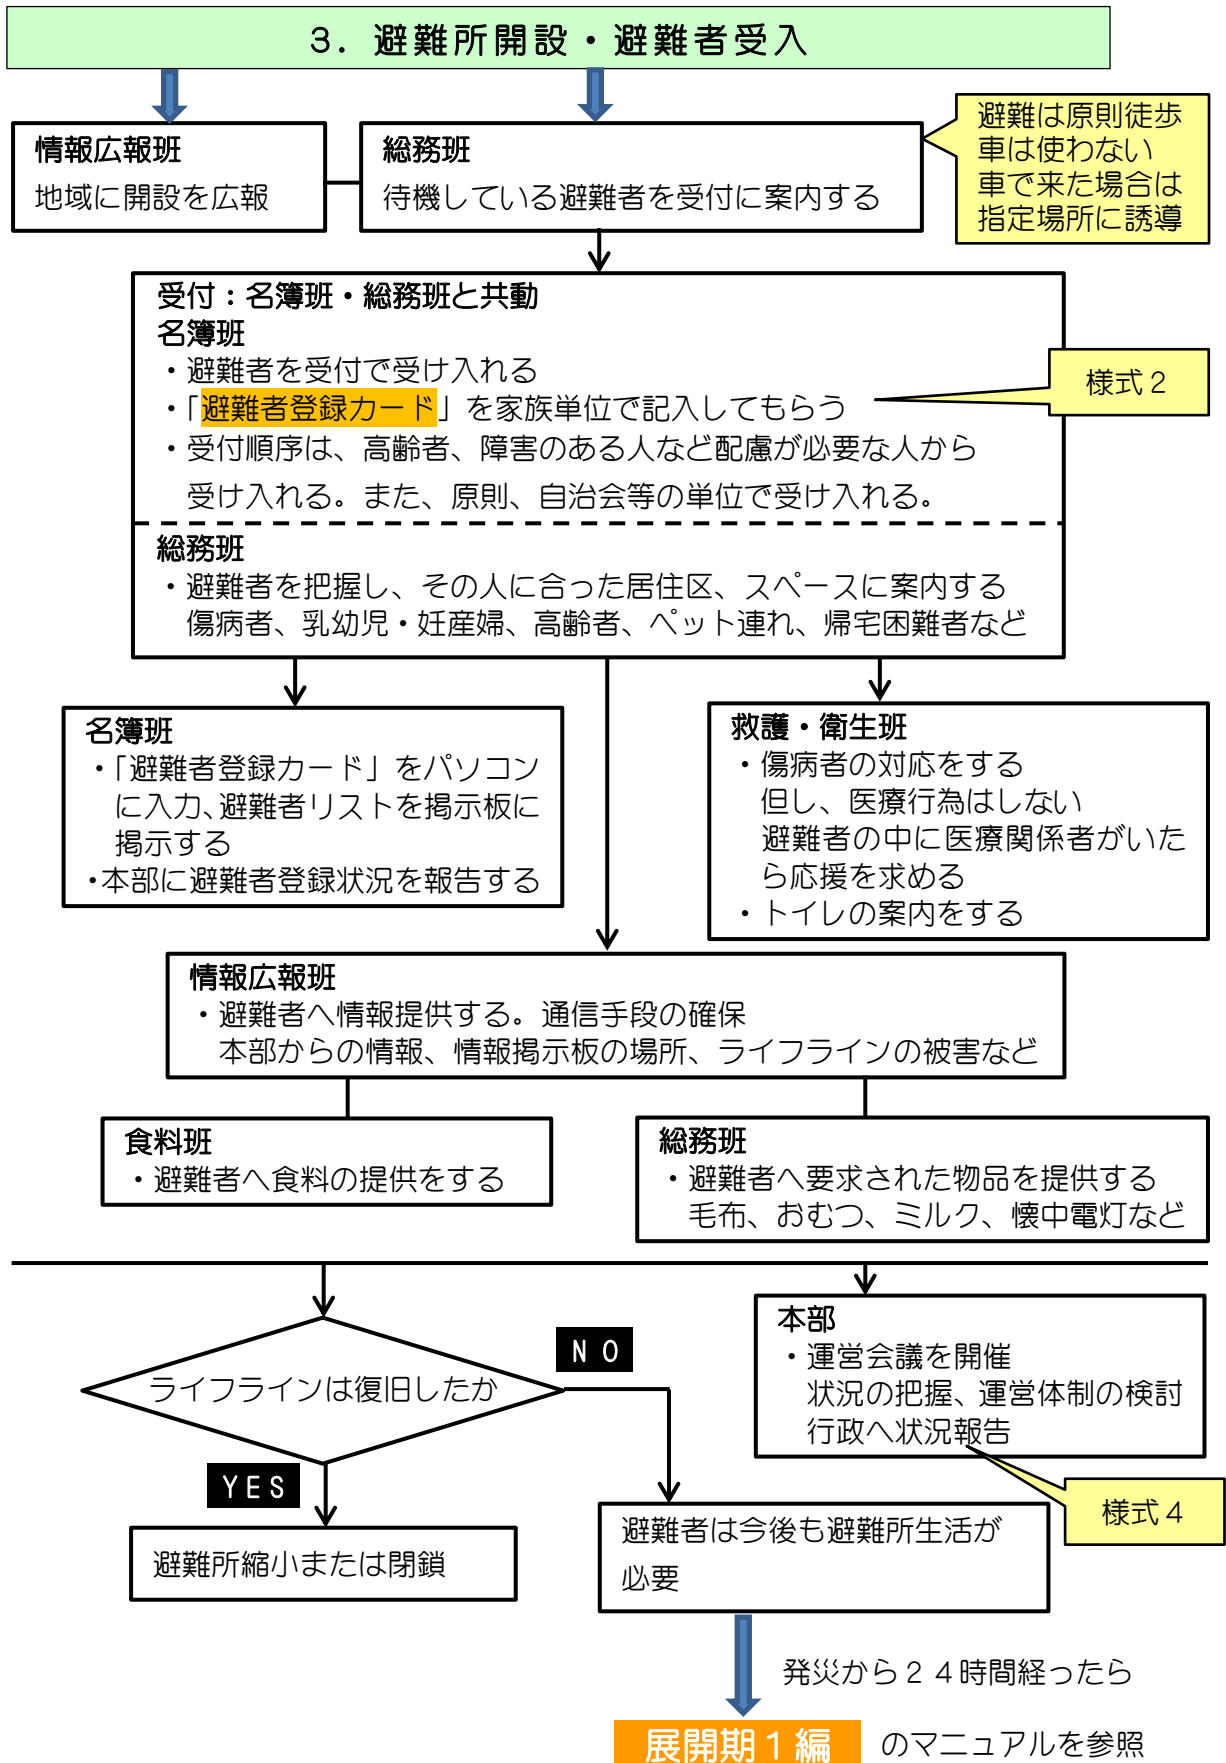 ３．避難所開設・避難者受入
情報広報班
地域に開設を広報
総務班
待機している避難者を受付に案内する
避難は原則徒歩
車は使わない
車で来た場合は
指定場所に誘導
受付：名簿班・総務班と共動
名簿班
・避難者を受付で受け入れる
・「避難者登録カード」を家族単位で記入してもらう
・受付順序は、高齢者、障害のある人など配慮が必要な人から
受け入れる。また、原則、自治会等の単位で受け入れる。
様式２
総務班
・避難者を把握し、その人に合った居住区、スペースに案内する
傷病者、乳幼児・妊産婦、高齢者、ペット連れ、帰宅困難者など
名簿班
・「避難者登録カード」をパソコン
に入力、避難者リストを掲示板に
掲示する
・本部に避難者登録状況を報告する
救護・衛生班
・傷病者の対応をする
但し、医療行為はしない
避難者の中に医療関係者がいた
ら応援を求める
・トイレの案内をする
情報広報班
・避難者へ情報提供する。通信手段の確保
本部からの情報、情報掲示板の場所、ライフラインの被害など
食料班
・避難者へ食料の提供をする
総務班
・避難者へ要求された物品を提供する
毛布、おむつ、ミルク、懐中電灯など
ライフラインは復旧したか
ＮＯ
ＹＥＳ
本部
・運営会議を開催
状況の把握、運営体制の検討
行政へ状況報告
様式４
避難所縮小または閉鎖
避難者は今後も避難所生活が
必要
発災から２４時間経ったら
展開期１編 のマニュアルを参照